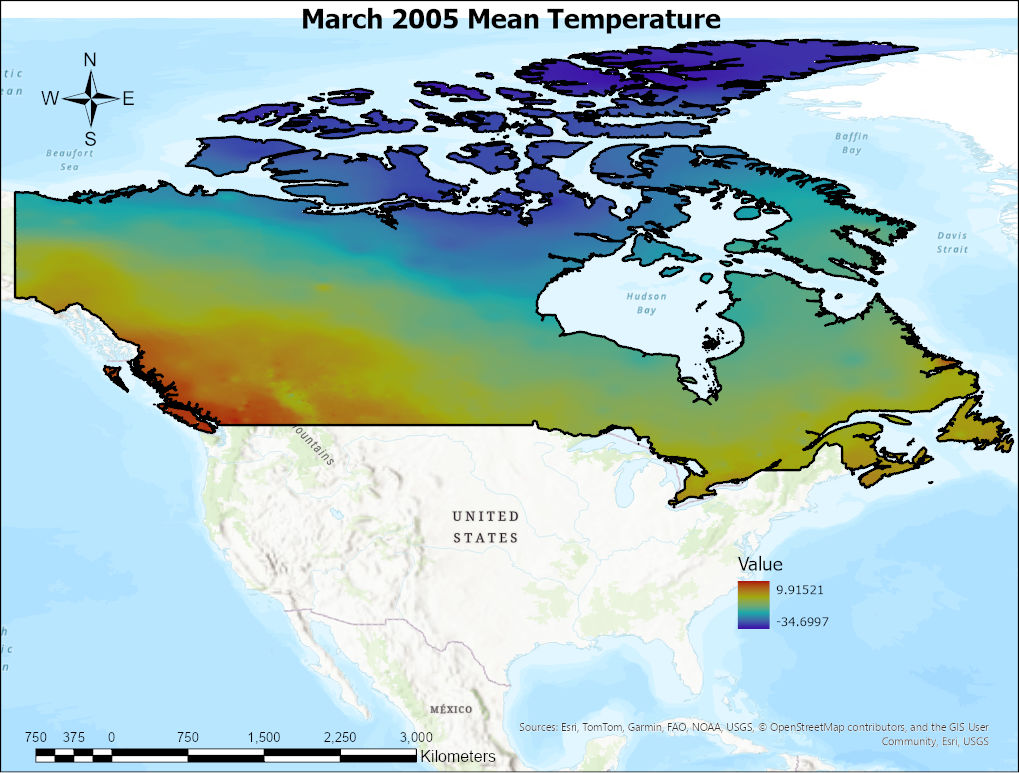 March 2005 Mean Temperature
N
W E
S
tic
ean
Beaufort
Sea
Baffin
Bay
Davis
Strait
Hudson
Bay
ountains
UNITED
STATES
Value
9.91521
-34.6997
h
ic
n
MÉXICO
Sources: Esri, TomTom, Garmin, FAO, NOAA, USGS, © OpenStreetMap contributors, and the GIS User
Community, Esri, USGS
750 375 0 750 1,500 2,250 3,000
Kilometers